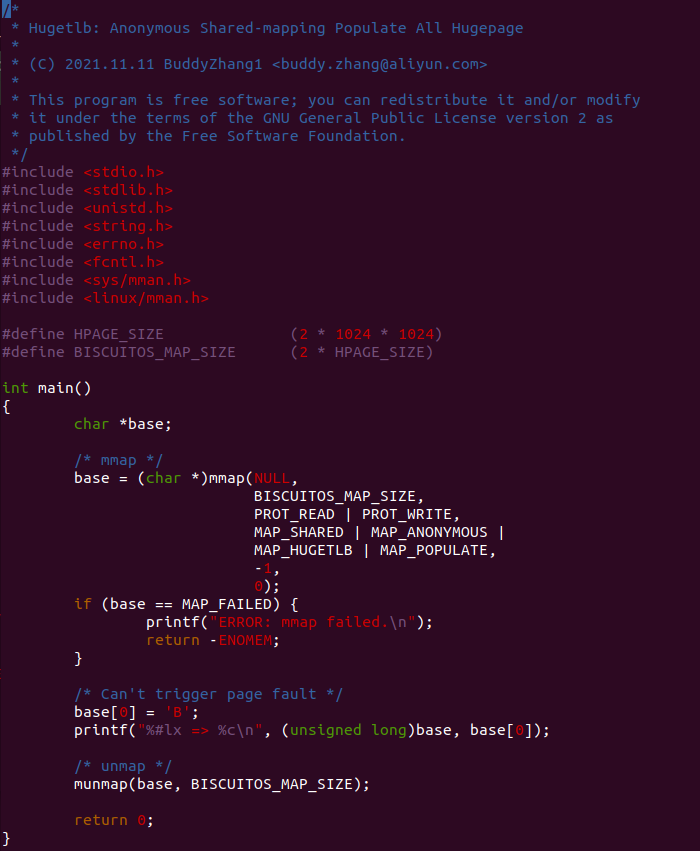 /*
 * Hugetlb: Anonymous Shared-mapping Populate All Hugepage
 *
 * (C) 2021.11.11 BuddyZhang1 <buddy.zhang@aliyun.com>
 *
 * This program is free software; you can redistribute it and/or modify
 * it under the terms of the GNU General Public License version 2 as
 * published by the Free Software Foundation.
 */
#include <stdio.h>
#include <stdlib.h>
#include <unistd.h>
#include <string.h>
#include <errno.h>
#include <fcntl.h>
#include <sys/mman.h>
#include <linux/mman.h>

#define HPAGE_SIZE              (2 * 1024 * 1024)
#define BISCUITOS_MAP_SIZE      (2 * HPAGE_SIZE)

int main()
{
        char *base;

        /* mmap */
        base = (char *)mmap(NULL,
                            BISCUITOS_MAP_SIZE,
                            PROT_READ | PROT_WRITE,
                            MAP_SHARED | MAP_ANONYMOUS |
                            MAP_HUGETLB | MAP_POPULATE,
                            -1,
                            0);
        if (base == MAP_FAILED) {
                printf("ERROR: mmap failed.\n");
                return -ENOMEM;
        }

        /* Can't trigger page fault */
        base[0] = 'B';
        printf("%#lx => %c\n", (unsigned long)base, base[0]);

        /* unmap */
        munmap(base, BISCUITOS_MAP_SIZE);

        return 0;
}